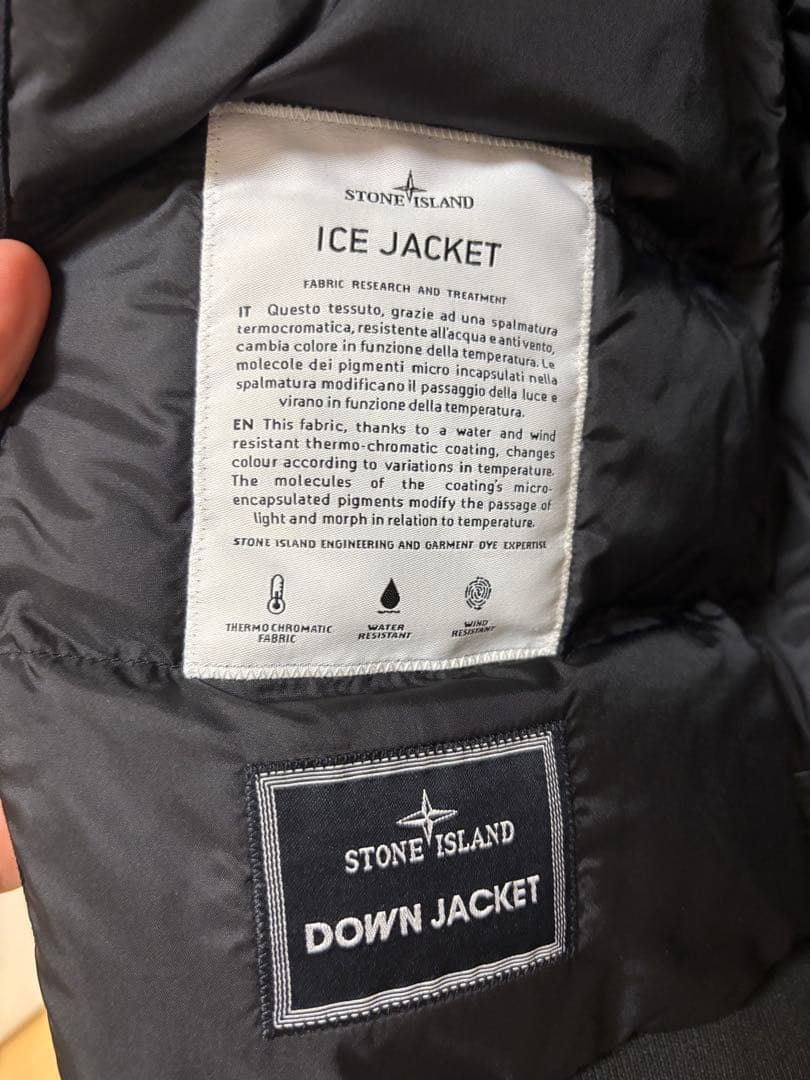 STONE ISLAND
ICE JACKET
FABRIC RESEARCH AND TREATMENT
IT Questo tessuto, grazie ad una spalmatura
termocromatica, resistente all'acqua e anti vento,
cambia colore in funzione della temperatura. Le
molecole dei pigmenti micro incapsulati nella
spalmatura modificano il passaggio della luce e
virano in funzione della temperatura.
EN This fabric, thanks to a water and wind
resistant thermo-chromatic coating, changes
colour according to variations in temperature.
The molecules of the coating's micro-
encapsulated pigments modify the passage of
light and morph in relation to temperature.
STONE ISLAND ENGINEERING AND GARMENT DYE EXPERTISE
THERMO CHROMATIC
FABRIC
WATER
RESISTANT
WIND
RESISTANT
STONE ISLAND
DOWN JACKET